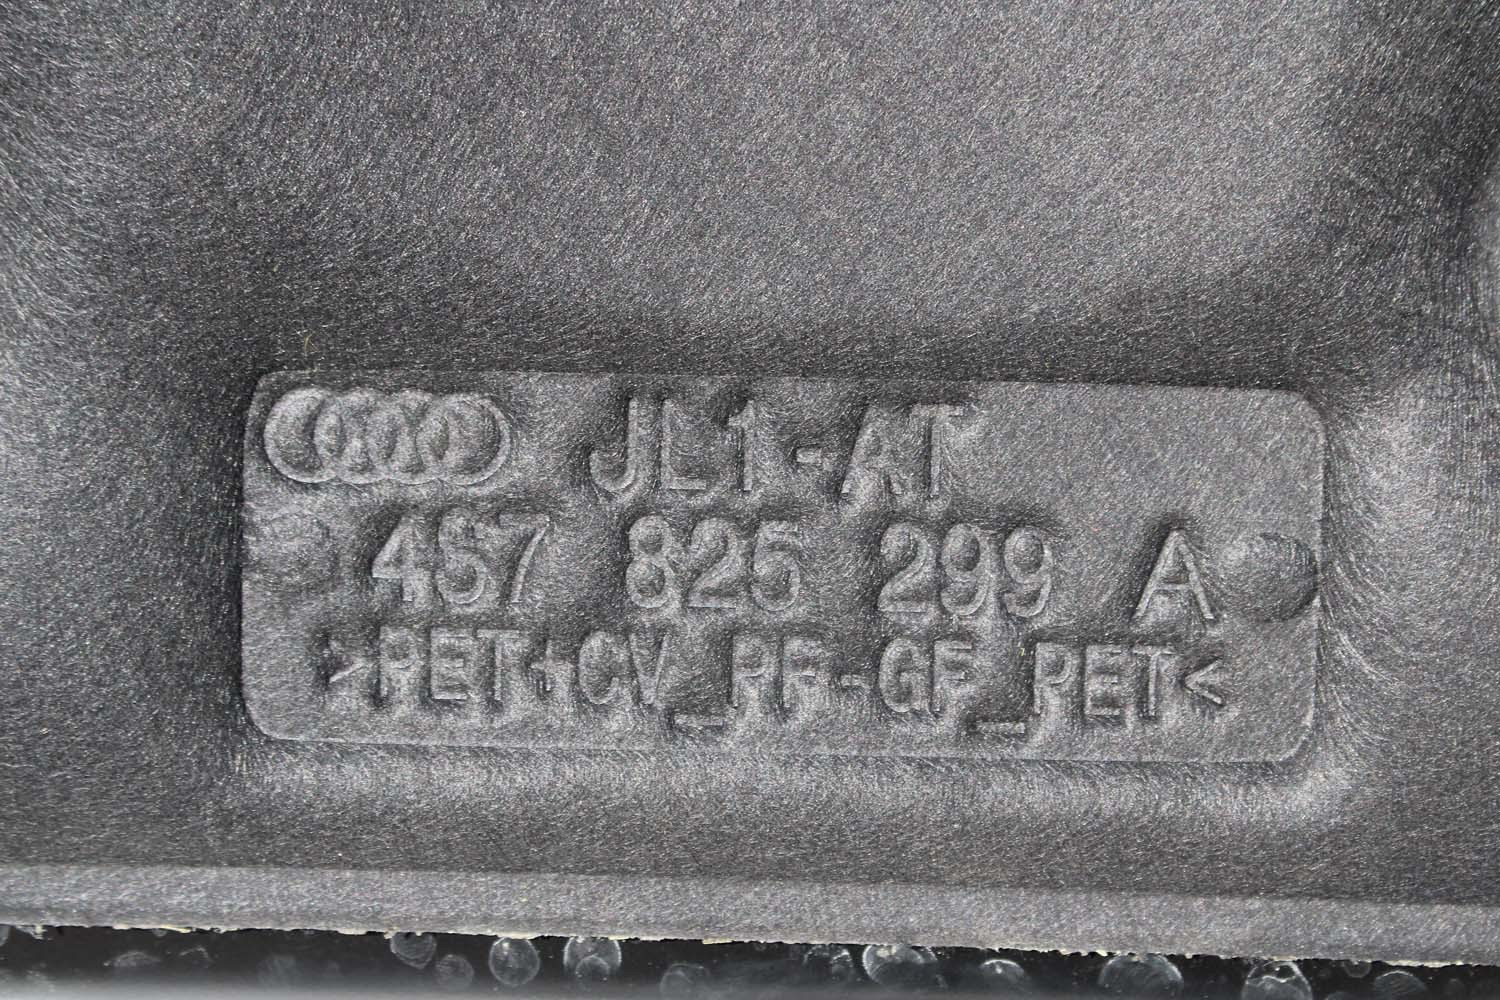 JL1-AT
4S7 825 299 A
>PET+CV_PF-GF_PET<